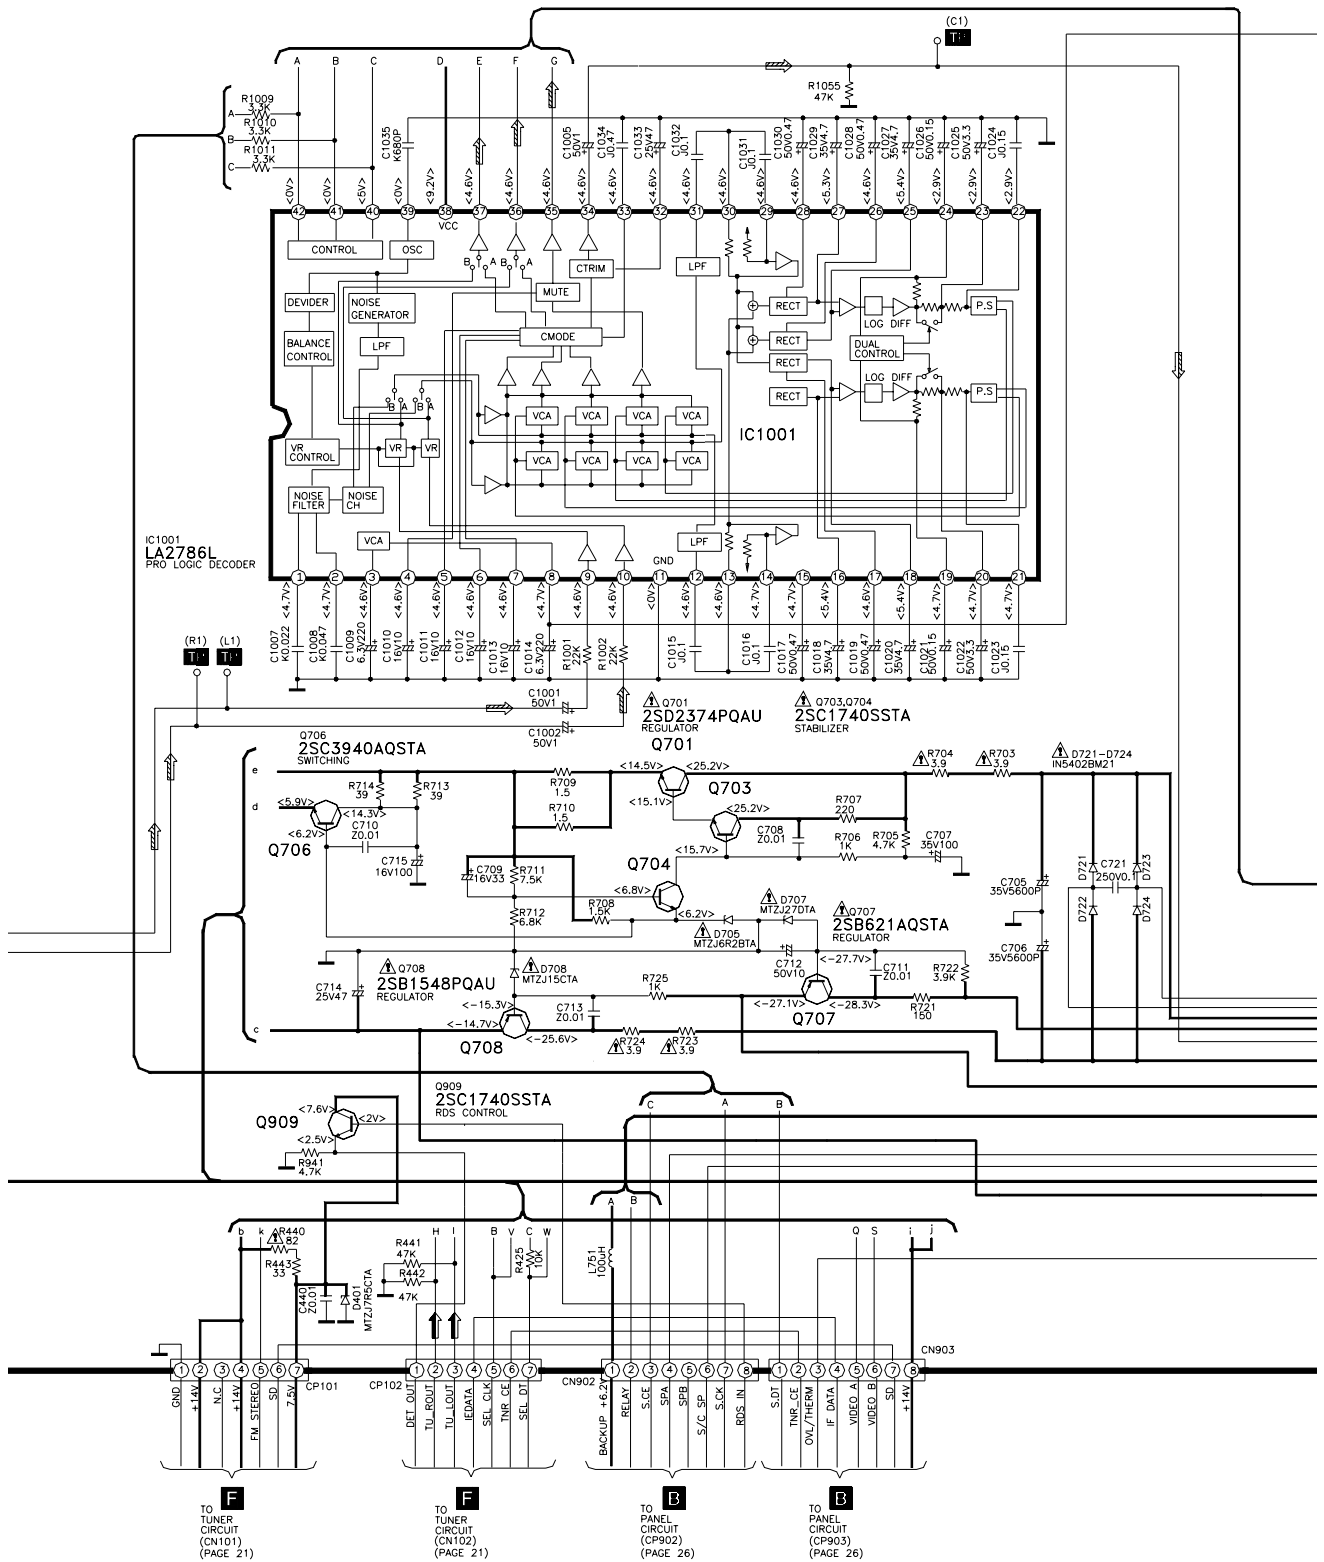 (C1)
TP
A B C D E F G
R1009
3.3K
R1010
3.3K
R1011
3.3K
A
B
C
R1055
47K
C1035
K680P
C1005
50V1
C1034
J0.47
C1033
25V47
C1032
J0.1
C1031
J0.1
C1030
50V0.47
C1029
35V4.7
C1028
50V0.47
C1027
35V4.7
C1026
50V0.15
C1025
50V3.3
C1024
J0.15
<0V> <0V> <5V> <0V> <9.2V> <4.6V> <4.6V> <4.6V> <4.6V> <4.6V> <4.6V> <4.6V> <4.6V> <4.6V> <4.6V> <5.3V> <4.6V> <5.4V> <2.9V> <2.9V> <2.9V>
42 41 40 39 38 37 36 35 34 33 32 31 30 29 28 27 26 25 24 23 22
VCC
CONTROL
OSC
B A B A
CTRIM
LPF
MUTE
DEVIDER
NOISE
GENERATOR
RECT
P.S
LOG DIFF
BALANCE
CONTROL
LPF
CMODE
RECT
DUAL
CONTROL
RECT
LOG DIFF
RECT
P.S
B A B A
VCA VCA VCA VCA
IC1001
VR
CONTROL
VR VR
VCA VCA VCA VCA
NOISE
FILTER
NOISE
CH
VCA
LPF
GND
IC1001
LA2786L
PRO LOGIC DECODER
1 2 3 4 5 6 7 8 9 10 11 12 13 14 15 16 17 18 19 20 21
<4.7V> <4.7V> <4.6V> <4.6V> <4.6V> <4.6V> <4.6V> <4.7V> <4.6V> <4.6V> <0V> <4.6V> <4.6V> <4.7V> <4.7V> <5.4V> <4.6V> <5.4V> <4.7V> <4.7V> <4.7V>
C1007
K0.022
C1008
K0.047
C1009
6.3V220
C1010
16V10
C1011
16V10
C1012
16V10
C1013
16V10
C1014
6.3V220
R1001
22K
R1002
22K
C1015
J0.1
C1016
J0.1
C1017
50V0.47
C1018
35V4.7
C1019
50V0.47
C1020
35V4.7
C1021
50V0.15
C1022
50V3.3
C1023
J0.15
(R1) (L1)
TP TP
C1001
50V1
C1002
50V1
Q701
2SD2374PQAU
REGULATOR
Q703,Q704
2SC1740SSTA
STABILIZER
Q706
2SC3940AQSTA
SWITCHING
Q701
D721-D724
IN5402BM21
e
d
c
R714
39
R713
39
R709
1.5
R710
1.5
<14.5V>
<25.2V>
<15.1V>
Q703
<25.2V>
R704
3.9
R703
3.9
R707
220
<5.9V>
<14.3V>
<6.2V>
Q706
C710
Z0.01
C715
16V100
C709
16V33
R711
7.5K
R712
6.8K
Q704
<15.7V>
C708
Z0.01
R706
1K
R705
4.7K
C707
35V100
<6.8V>
R708
1.5K
<6.2V>
D705
MTZJ6R2BTA
D707
MTZJ27DTA
Q707
2SB621AQSTA
REGULATOR
C705
35V5600P
C706
35V5600P
D721
D722
C721
250V0.1
D723
D724
C714
25V47
Q708
2SB1548PQAU
REGULATOR
D708
MTZJ15CTA
R725
1K
C712
50V10
<-27.7V>
C711
Z0.01
R722
3.9K
<-15.3V>
<-14.7V>
<-25.6V>
Q708
C713
Z0.01
<-27.1V>
<-28.3V>
Q707
R721
150
R724
3.9
R723
3.9
Q909
2SC1740SSTA
RDS CONTROL
Q909
<7.6V>
<2V>
<2.5V>
R941
4.7K
C A B
A B
b k
R440
82
R443
33
C440
Z0.01
D401
MTZJ7R5CTA
H I B V C W
R441
47K
R442
47K
R425
10K
L751
100uH
Q S i j
1 2 3 4 5 6 7
CP101
CP102
1 2 3 4 5 6 7
CN902
1 2 3 4 5 6 7 8
1 2 3 4 5 6 7 8
CN903
GND
+14V
N.C
+14V
FM STEREO
SD
7.5V
DET OUT
TU_ROUT
TU_LOUT
IEDATA
SEL CLK
TNR CE
SEL DT
BACKUP +6.2V
RELAY
S.CE
SPA
SPB
S/C SP
S.CK
RDS IN
S.DT
TNR_CE
OVL/THERM
IF DATA
VIDEO A
VIDEO B
SD
+14V
F
TO
TUNER
CIRCUIT
(CN101)
(PAGE 21)
F
TO
TUNER
CIRCUIT
(CN102)
(PAGE 21)
B
TO
PANEL
CIRCUIT
(CP902)
(PAGE 26)
B
TO
PANEL
CIRCUIT
(CP903)
(PAGE 26)